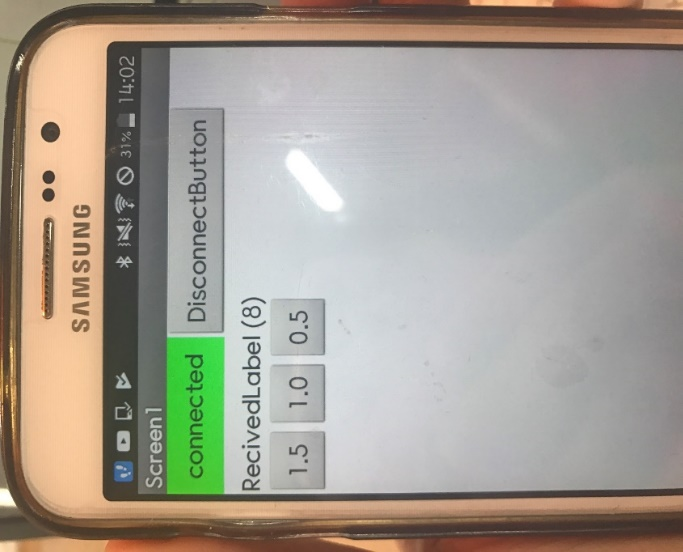 SAMSUNG
31% 14:02
Screen1
connected DisconnectButton
RecivedLabel (8)
1.5 1.0 0.5